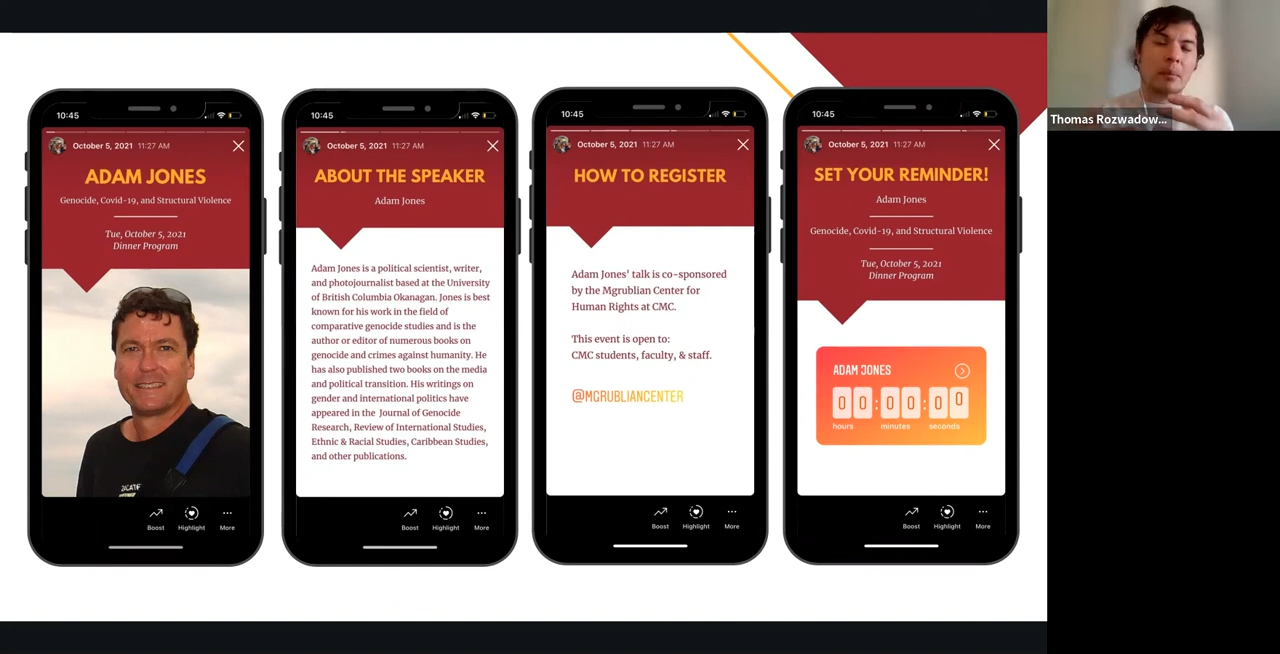 10:45
October 5, 2021 11:27 AM
ADAM JONES
Genocide, Covid-19, and Structural Violence
Tue, October 5, 2021
Dinner Program
Boost
Highlight
More
10:45
October 5, 2021 11:27 AM
ABOUT THE SPEAKER
Adam Jones
Adam Jones is a political scientist, writer,
and photojournalist based at the University
of British Columbia Okanagan. Jones is best
known for his work in the field of
comparative genocide studies and is the
author or editor of numerous books on
genocide and crimes against humanity. He
has also published two books on the media
and political transition. His writings on
gender and international politics have
appeared in the Journal of Genocide
Research, Review of International Studies,
Ethnic & Racial Studies, Caribbean Studies,
and other publications.
Boost
Highlight
More
10:45
October 5, 2021 11:27 AM
HOW TO REGISTER
Adam Jones' talk is co-sponsored
by the Mgrublian Center for
Human Rights at CMC.
This event is open to:
CMC students, faculty, & staff.
@MGRUBLIANCENTER
Boost
Highlight
More
10:45
October 5, 2021 11:27 AM
SET YOUR REMINDER!
Adam Jones
Genocide, Covid-19, and Structural Violence
Tue, October 5, 2021
Dinner Program
ADAM JONES
00:00:00
hours minutes seconds
Boost
Highlight
More
Thomas Rozwadow...